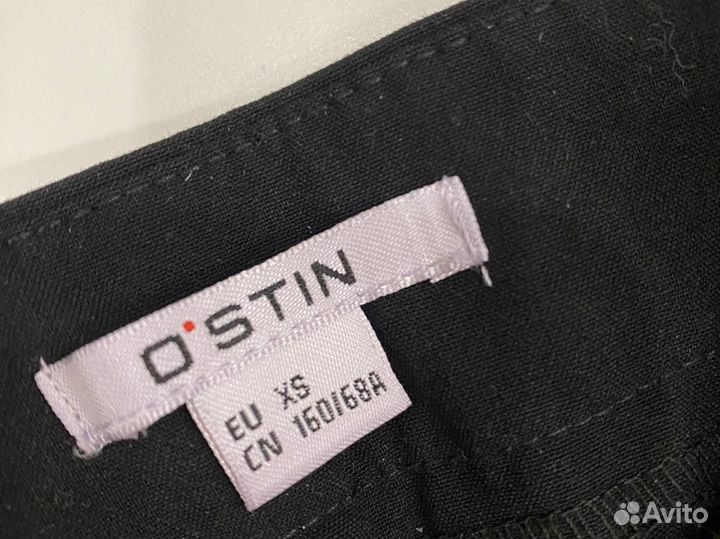 O'STIN
EU XS
CN 160/68A
Avito